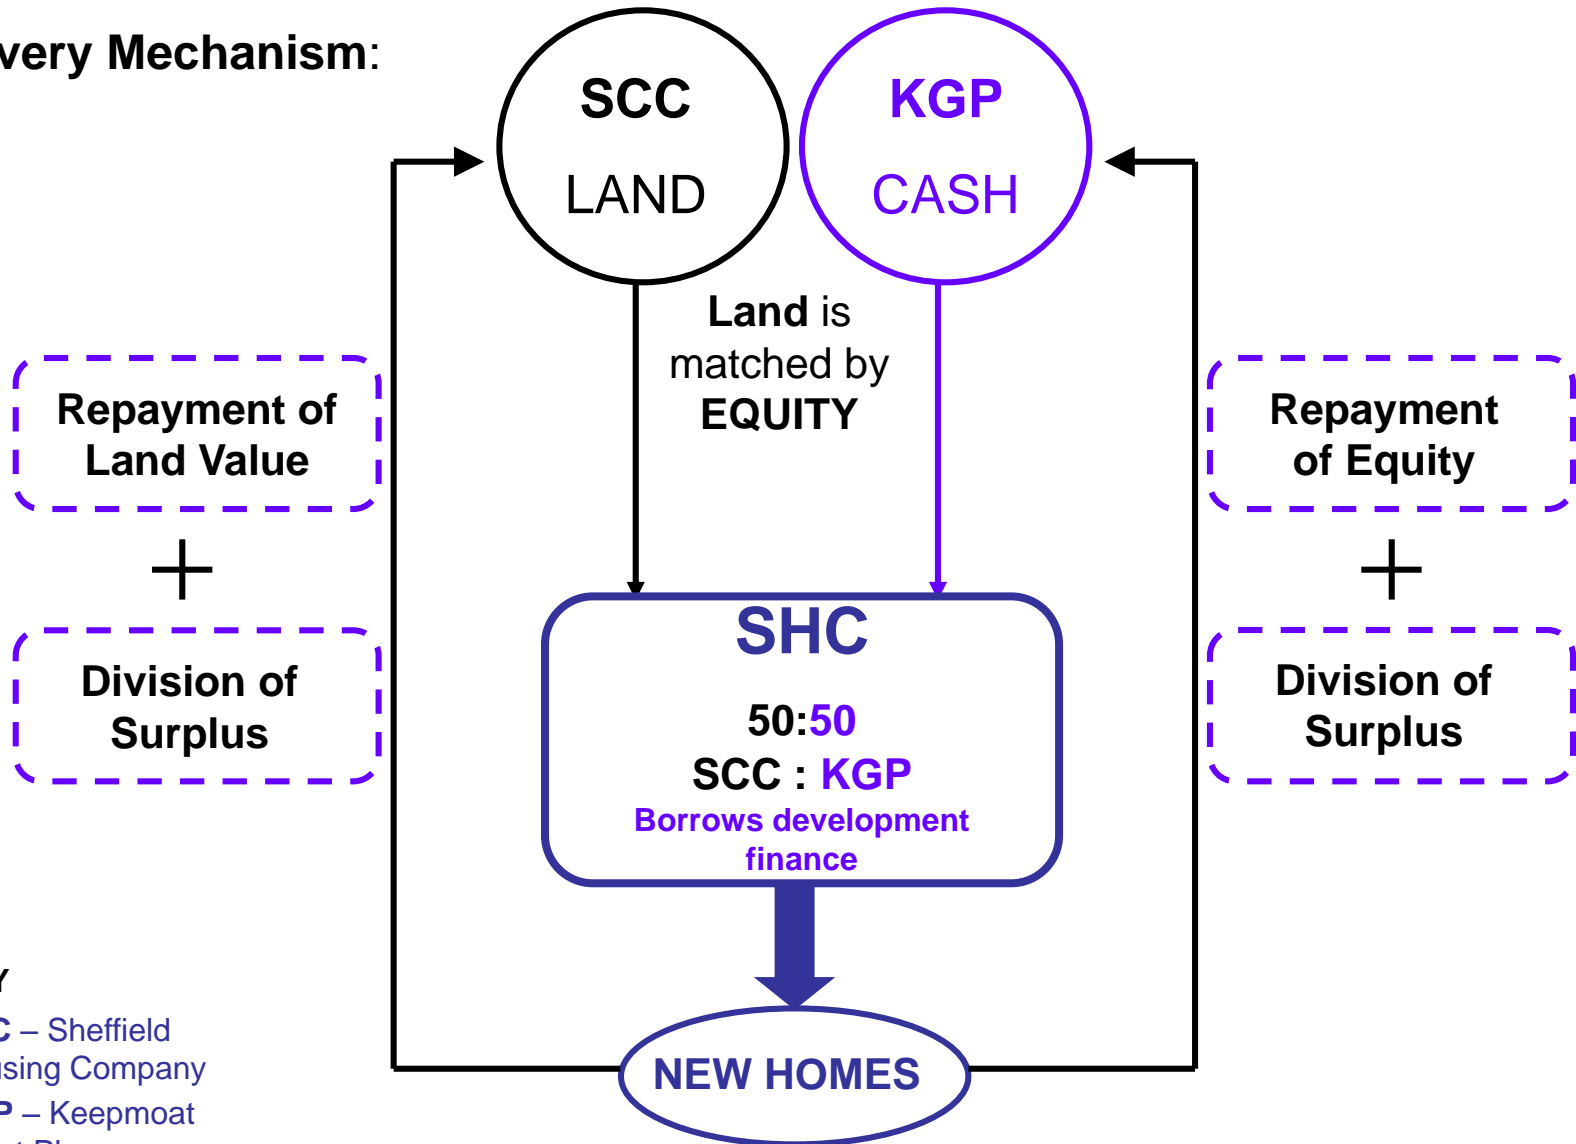 very Mechanism:
SCC
LAND
KGP
CASH
Land is
matched by
EQUITY
Repayment of
Land Value
+
Division of
Surplus
Repayment
of Equity
+
Division of
Surplus
SHC
50:50
SCC : KGP
Borrows development
finance
NEW HOMES
Y
C – Sheffield
using Company
P – Keepmoat